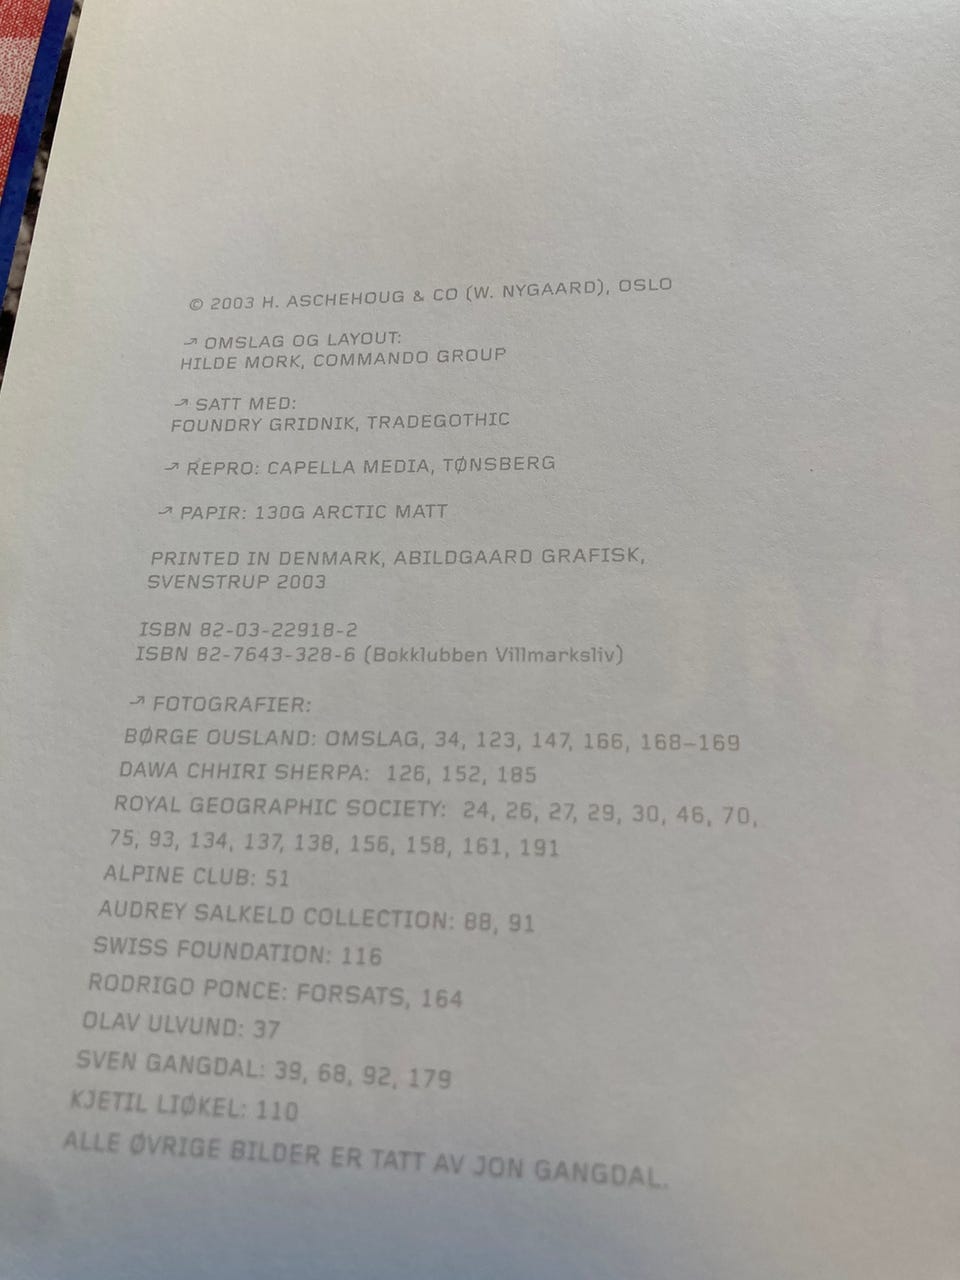 © 2003 H. ASCHEHOUG & CO (W. NYGAARD), OSLO
↗ OMSLAG OG LAYOUT:
HILDE MORK, COMMANDO GROUP
↗ SATT MED:
FOUNDRY GRIDNIK, TRADEGOTHIC
↗ REPRO: CAPELLA MEDIA, TØNSBERG
↗ PAPIR: 130G ARCTIC MATT
PRINTED IN DENMARK, ABILDGAARD GRAFISK,
SVENSTRUP 2003
ISBN 82-03-22918-2
ISBN 82-7643-328-6 (Bokklubben Villmarksliv)
↗ FOTOGRAFIER:
BØRGE OUSLAND: OMSLAG, 34, 123, 147, 166, 168–169
DAWA CHHIRI SHERPA: 126, 152, 185
ROYAL GEOGRAPHIC SOCIETY: 24, 26, 27, 29, 30, 46, 70,
75, 93, 134, 137, 138, 156, 158, 161, 191
ALPINE CLUB: 51
AUDREY SALKELD COLLECTION: 88, 91
SWISS FOUNDATION: 116
RODRIGO PONCE: FORSATS, 164
OLAV ULVUND: 37
SVEN GANGDAL: 39, 68, 92, 179
KJETIL LIØKEL: 110
ALLE ØVRIGE BILDER ER TATT AV JON GANGDAL.